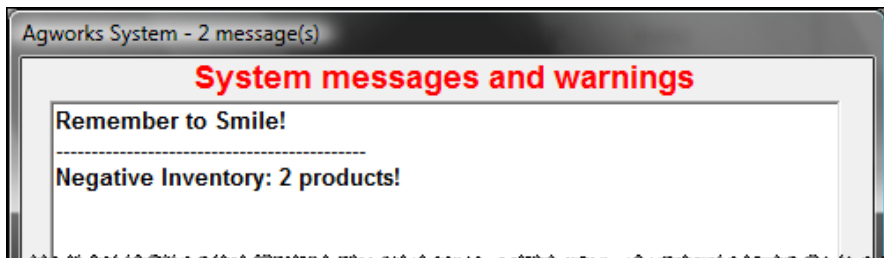 Agworks System - 2 message(s)
System messages and warnings
Remember to Smile!
--------------------------------------------
Negative Inventory: 2 products!